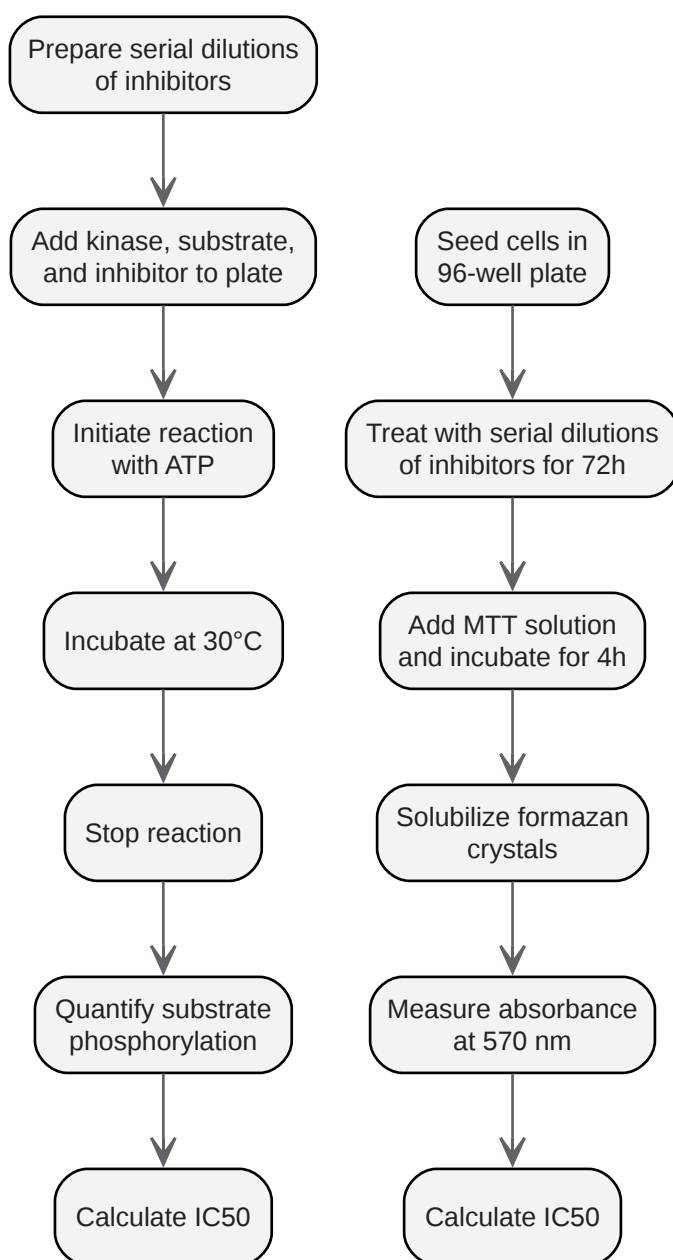 Prepare serial dilutions
of inhibitors
Add kinase, substrate,
and inhibitor to plate
Initiate reaction
with ATP
Incubate at 30°C
Stop reaction
Quantify substrate
phosphorylation
Calculate IC50
Seed cells in
96-well plate
Treat with serial dilutions
of inhibitors for 72h
Add MTT solution
and incubate for 4h
Solubilize formazan
crystals
Measure absorbance
at 570 nm
Calculate IC50